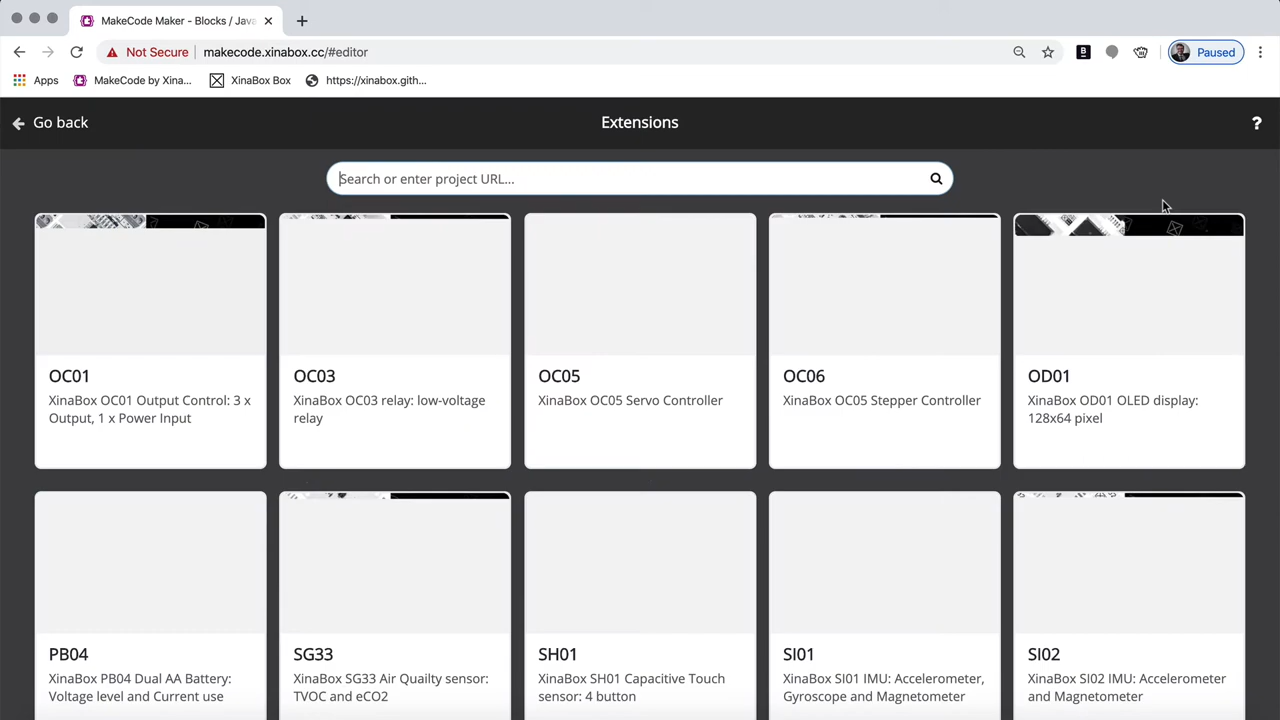 MakeCode Maker - Blocks / Java
Not Secure
makecode.xinabox.cc/#editor
Paused
Apps
MakeCode by Xina...
XinaBox Box
https://xinabox.gith...
Go back
Extensions
?
Search or enter project URL...
OC01
XinaBox OC01 Output Control: 3 x
Output, 1 x Power Input
OC03
XinaBox OC03 relay: low-voltage
relay
OC05
XinaBox OC05 Servo Controller
OC06
XinaBox OC05 Stepper Controller
OD01
XinaBox OD01 OLED display:
128x64 pixel
PB04
XinaBox PB04 Dual AA Battery:
Voltage level and Current use
SG33
XinaBox SG33 Air Quailty sensor:
TVOC and eCO2
SH01
XinaBox SH01 Capacitive Touch
sensor: 4 button
SI01
XinaBox SI01 IMU: Accelerometer,
Gyroscope and Magnetometer
SI02
XinaBox SI02 IMU: Accelerometer
and Magnetometer